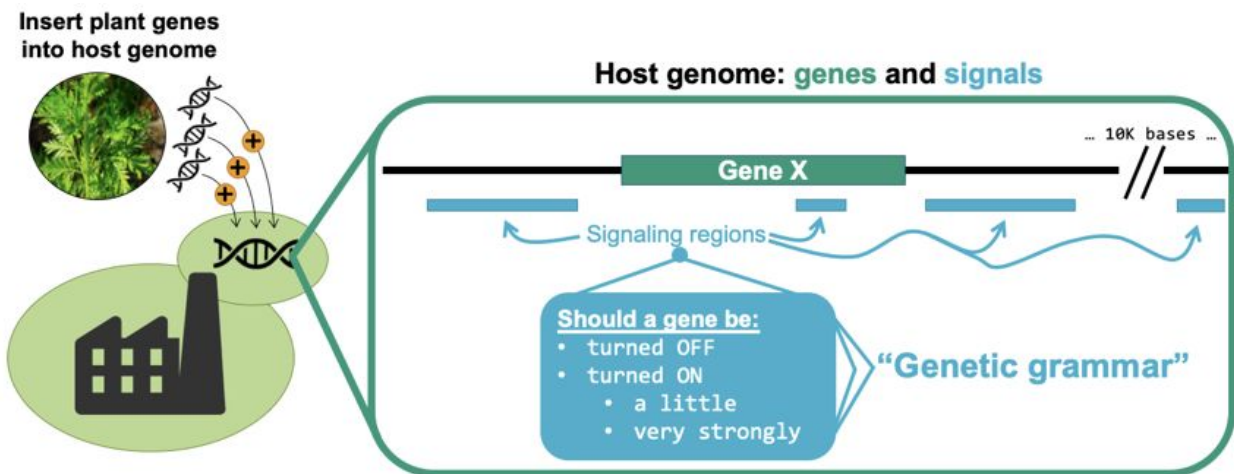 Insert plant genes
into host genome
Host genome: genes and signals
… 10K bases …
Gene X
Signaling regions
Should a gene be:
• turned OFF
• turned ON
• a little
• very strongly
“Genetic grammar”